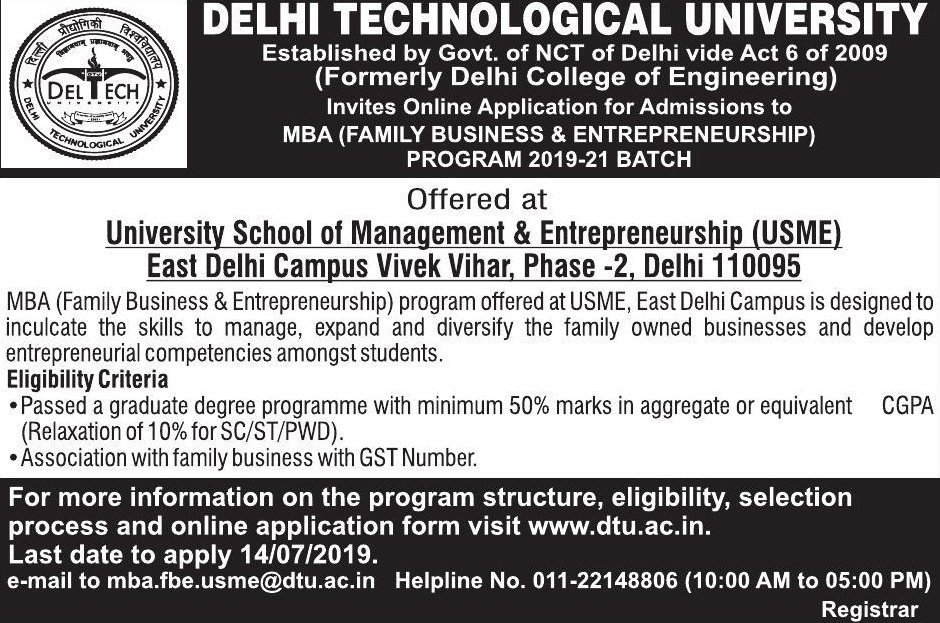 दिल्ली प्रौद्योगिकी विश्वविद्यालय
DELTECH
UNIVERSITY
DELHI TECHNOLOGICAL UNIVERSITY
DELHI TECHNOLOGICAL UNIVERSITY
Established by Govt. of NCT of Delhi vide Act 6 of 2009
(Formerly Delhi College of Engineering)
Invites Online Application for Admissions to
MBA (FAMILY BUSINESS & ENTREPRENEURSHIP)
PROGRAM 2019-21 BATCH
Offered at
University School of Management & Entrepreneurship (USME)
East Delhi Campus Vivek Vihar, Phase -2, Delhi 110095
MBA (Family Business & Entrepreneurship) program offered at USME, East Delhi Campus is designed to
inculcate the skills to manage, expand and diversify the family owned businesses and develop
entrepreneurial competencies amongst students.
Eligibility Criteria
• Passed a graduate degree programme with minimum 50% marks in aggregate or equivalent CGPA
(Relaxation of 10% for SC/ST/PWD).
• Association with family business with GST Number.
For more information on the program structure, eligibility, selection
process and online application form visit www.dtu.ac.in.
Last date to apply 14/07/2019.
e-mail to mba.fbe.usme@dtu.ac.in Helpline No. 011-22148806 (10:00 AM to 05:00 PM)
Registrar